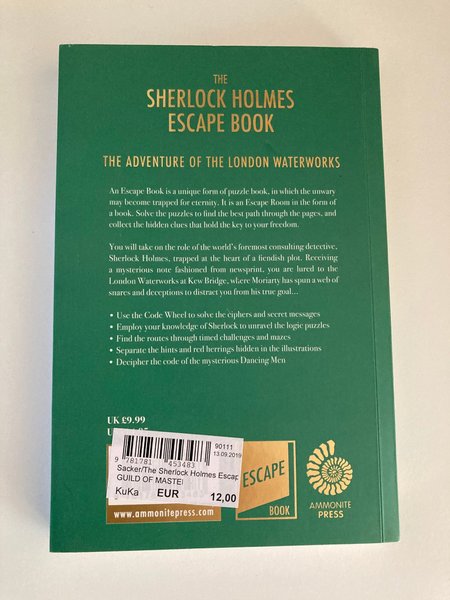 THE
SHERLOCK HOLMES
ESCAPE BOOK
THE ADVENTURE OF THE LONDON WATERWORKS
An Escape Book is a unique form of puzzle book, in which the unwary
may become trapped for eternity. It is an Escape Room in the form of
a book. Solve the puzzles to find the best path through the pages, and
collect the hidden clues that hold the key to your freedom.
You will take on the role of the world's foremost consulting detective,
Sherlock Holmes, trapped at the heart of a fiendish plot. Receiving
a mysterious note fashioned from newsprint, you are lured to the
London Waterworks at Kew Bridge, where Moriarty has spun a web of
snares and deceptions to distract you from his true goal...
• Use the Code Wheel to solve the ciphers and secret messages
• Employ your knowledge of Sherlock to unravel the logic puzzles
• Find the routes through timed challenges and mazes
• Separate the hints and red herrings hidden in the illustrations
• Decipher the code of the mysterious Dancing Men
UK £9.99
90111
9 781781 453483 13.09.2019
Sacker/The Sherlock Holmes Escap
GUILD OF MASTEI
KuKa EUR 12,00
www.ammonitepress.com
ESCAPE
BOOK
AMMONITE
PRESS